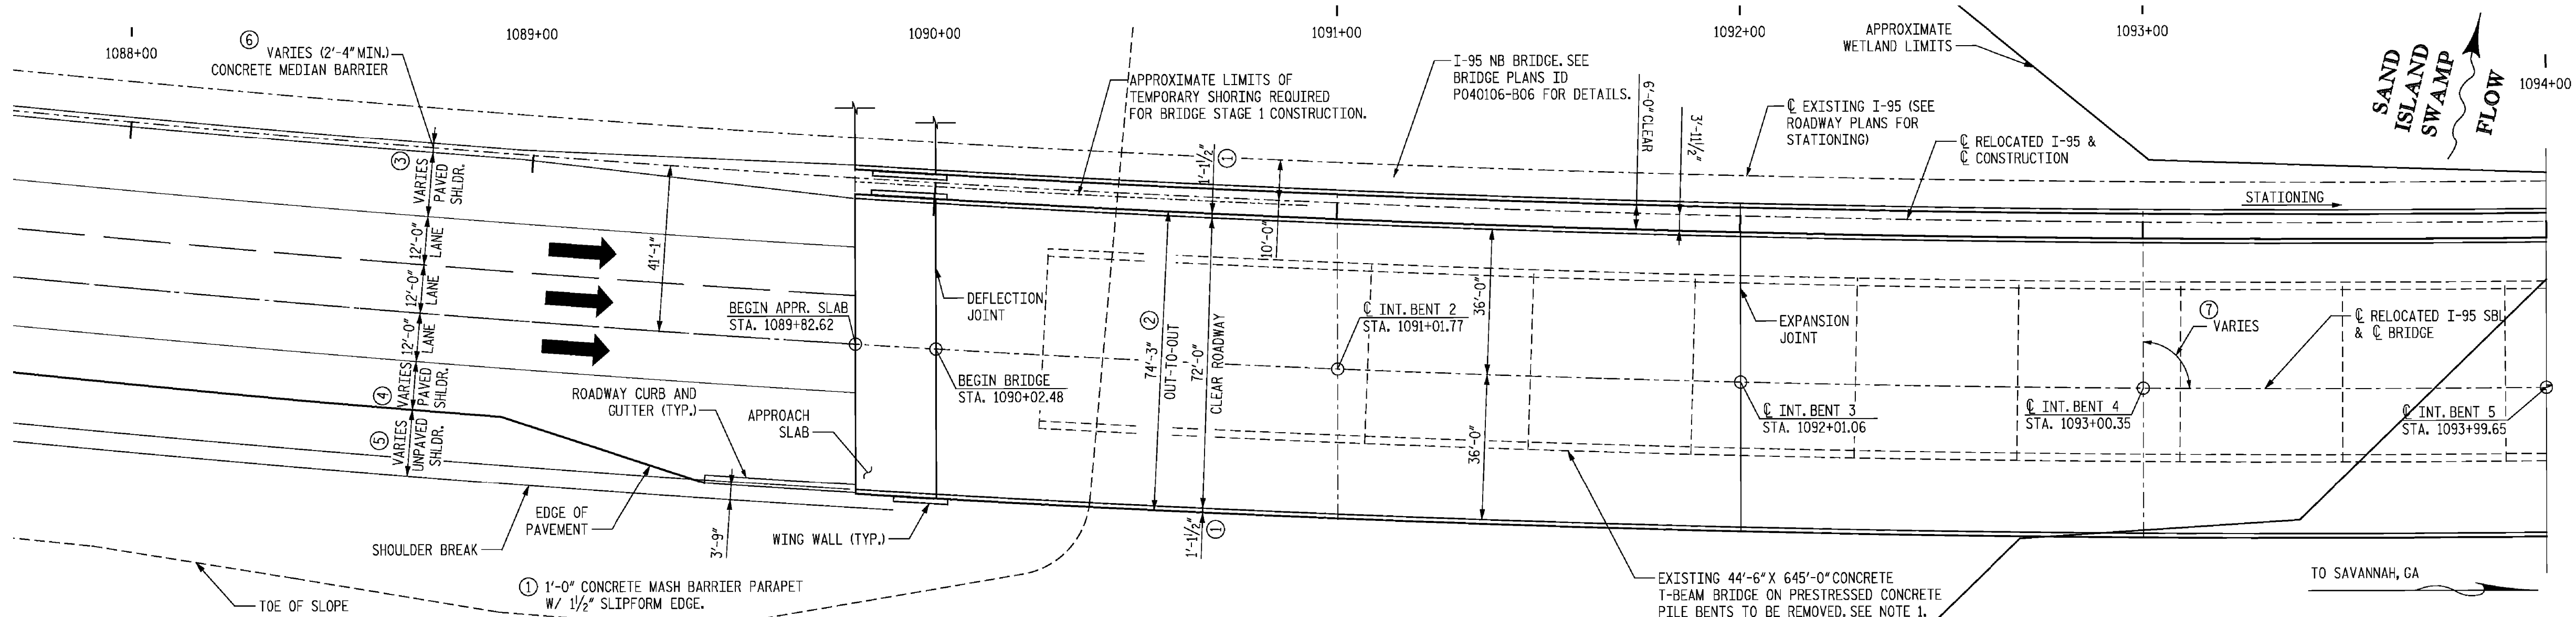 1088+00
1089+00
1090+00
1091+00
1092+00
1093+00
1094+00
⑥ VARIES (2'-4" MIN.)
CONCRETE MEDIAN BARRIER
APPROXIMATE LIMITS OF
TEMPORARY SHORING REQUIRED
FOR BRIDGE STAGE 1 CONSTRUCTION.
I-95 NB BRIDGE. SEE
BRIDGE PLANS ID
P040106-B06 FOR DETAILS.
6'-0" CLEAR
3'-11 1/2"
APPROXIMATE
WETLAND LIMITS
℄ EXISTING I-95 (SEE
ROADWAY PLANS FOR
STATIONING)
℄ RELOCATED I-95 &
℄ CONSTRUCTION
SAND
ISLAND
SWAMP
FLOW
STATIONING
③ VARIES
PAVED
SHLDR.
12'-0"
LANE
12'-0"
LANE
12'-0"
LANE
④ VARIES
PAVED
SHLDR.
⑤ VARIES
UNPAVED
SHLDR.
41'-1"
1'-1 1/2" ①
10'-0"
BEGIN APPR. SLAB
STA. 1089+82.62
DEFLECTION
JOINT
BEGIN BRIDGE
STA. 1090+02.48
74'-3" ②
OUT-TO-OUT
72'-0"
CLEAR ROADWAY
1'-1 1/2" ①
36'-0"
36'-0"
℄ INT. BENT 2
STA. 1091+01.77
EXPANSION
JOINT
℄ INT. BENT 3
STA. 1092+01.06
⑦
VARIES
℄ RELOCATED I-95 SBL
& ℄ BRIDGE
℄ INT. BENT 4
STA. 1093+00.35
℄ INT. BENT 5
STA. 1093+99.65
ROADWAY CURB AND
GUTTER (TYP.)
APPROACH
SLAB
EDGE OF
PAVEMENT
SHOULDER BREAK
3'-9"
WING WALL (TYP.)
TOE OF SLOPE
① 1'-0" CONCRETE MASH BARRIER PARAPET
W/ 1 1/2" SLIPFORM EDGE.
EXISTING 44'-6" X 645'-0" CONCRETE
T-BEAM BRIDGE ON PRESTRESSED CONCRETE
PILE BENTS TO BE REMOVED. SEE NOTE 1.
TO SAVANNAH, GA